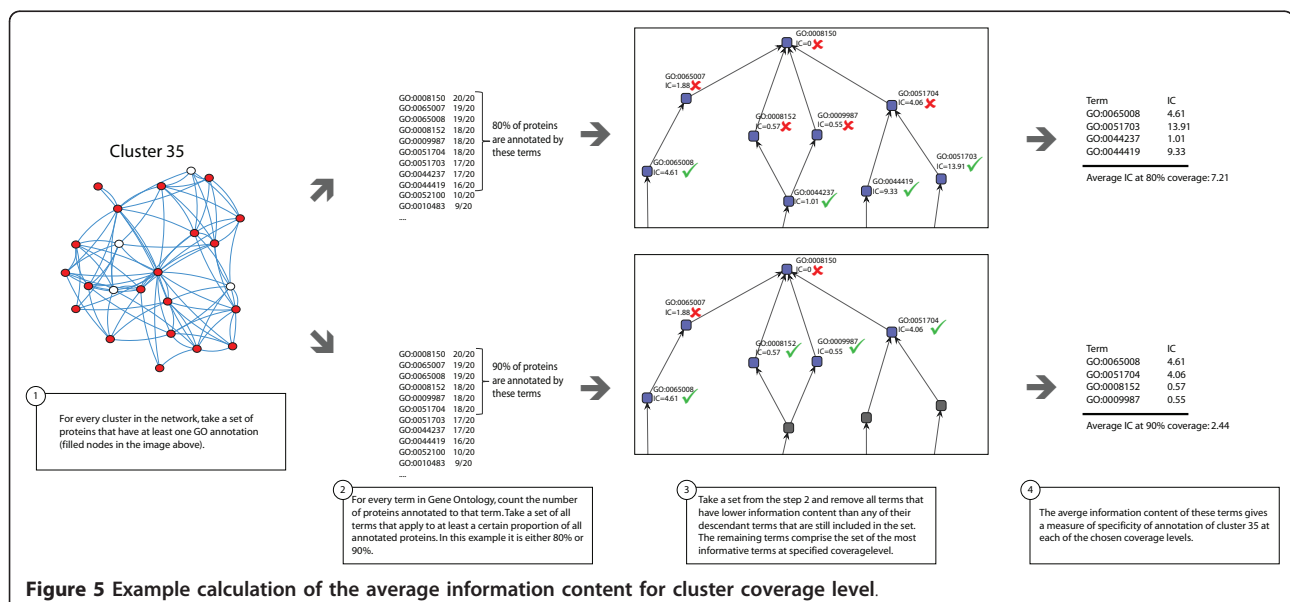 Cluster 35
1
For every cluster in the network, take a set of
proteins that have at least one GO annotation
(filled nodes in the image above).
GO:0008150 20/20
GO:0065007 19/20
GO:0065008 19/20
GO:0008152 18/20
GO:0009987 18/20
GO:0051704 18/20
GO:0051703 17/20
GO:0044237 17/20
GO:0044419 16/20
GO:0052100 10/20
GO:0010483 9/20
....
80% of proteins
are annotated by
these terms
GO:0008150 20/20
GO:0065007 19/20
GO:0065008 19/20
GO:0008152 18/20
GO:0009987 18/20
GO:0051704 18/20
GO:0051703 17/20
GO:0044237 17/20
GO:0044419 16/20
GO:0052100 10/20
GO:0010483 9/20
....
90% of proteins
are annotated by
these terms
2
For every term in Gene Ontology, count the number
of proteins annotated to that term. Take a set of all
terms that apply to at least a certain proportion of all
annotated proteins. In this example it is either 80% or
90%.
GO:0008150
IC=0
GO:0065007
IC=1.88
GO:0051704
IC=4.06
GO:0008152
IC=0.57
GO:0009987
IC=0.55
GO:0065008
IC=4.61
GO:0051703
IC=13.91
GO:0044419
IC=9.33
GO:0044237
IC=1.01
GO:0008150
IC=0
GO:0065007
IC=1.88
GO:0051704
IC=4.06
GO:0008152
IC=0.57
GO:0009987
IC=0.55
GO:0065008
IC=4.61
3
Take a set from the step 2 and remove all terms that
have lower information content than any of their
descendant terms that are still included in the set.
The remaining terms comprise the set of the most
informative terms at specified coveragelevel.
Term IC
GO:0065008 4.61
GO:0051703 13.91
GO:0044237 1.01
GO:0044419 9.33
Average IC at 80% coverage: 7.21
Term IC
GO:0065008 4.61
GO:0051704 4.06
GO:0008152 0.57
GO:0009987 0.55
Average IC at 90% coverage: 2.44
4
The averge information content of these terms gives
a measure of specificity of annotation of cluster 35 at
each of the chosen coverage levels.
Figure 5 Example calculation of the average information content for cluster coverage level.